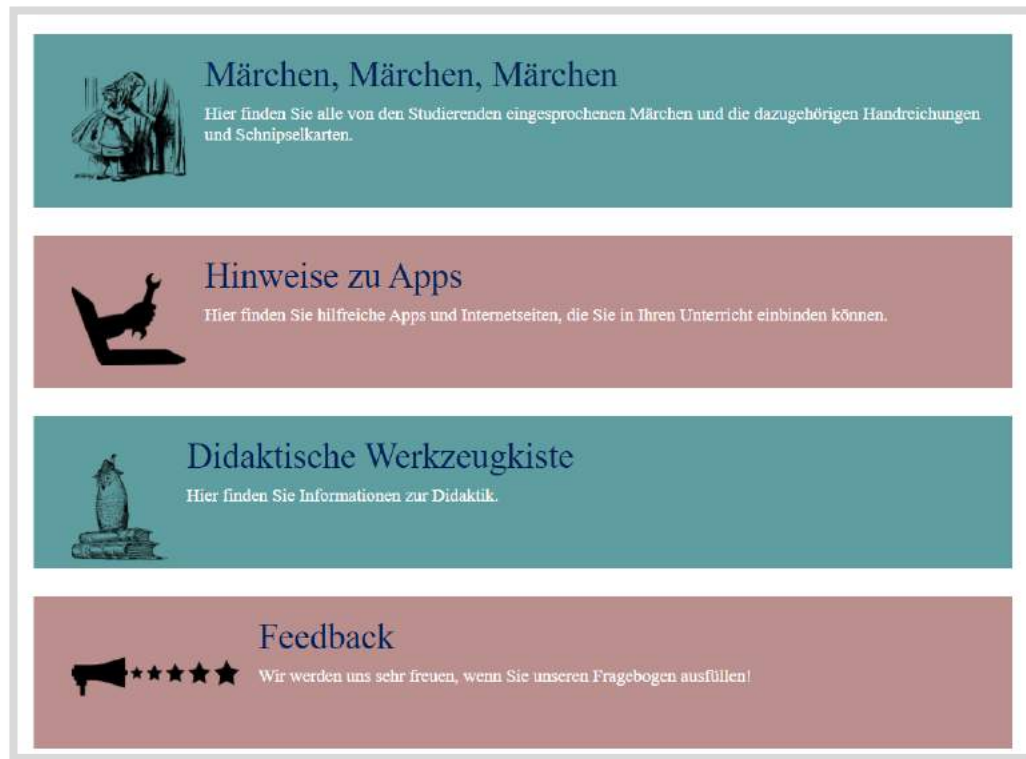 Märchen, Märchen, Märchen
Hier finden Sie alle von den Studierenden eingesprochenen Märchen und die dazugehörigen Handreichungen
und Schnipselkarten.
Hinweise zu Apps
Hier finden Sie hilfreiche Apps und Internetseiten, die Sie in Ihren Unterricht einbinden können.
Didaktische Werkzeugkiste
Hier finden Sie Informationen zur Didaktik.
Feedback
Wir werden uns sehr freuen, wenn Sie unseren Fragebogen ausfüllen!